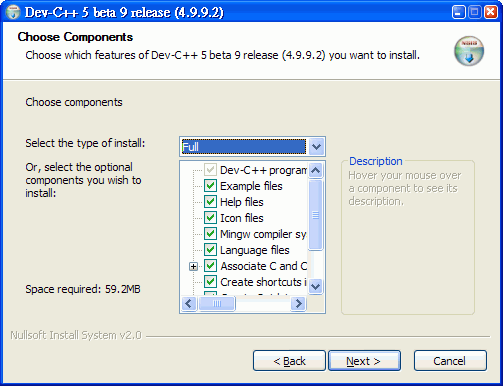 Dev-C++ 5 beta 9 release (4.9.9.2)
Choose Components
Choose which features of Dev-C++ 5 beta 9 release (4.9.9.2) you want to install.
Choose components
Select the type of install:
Full
Or, select the optional
components you wish to
install:
Dev-C++ program
Example files
Help files
Icon files
Mingw compiler sy
Language files
Associate C and C
Create shortcuts i
Description
Hover your mouse over
a component to see its
description.
Space required: 59.2MB
Nullsoft Install System v2.0
< Back
Next >
Cancel